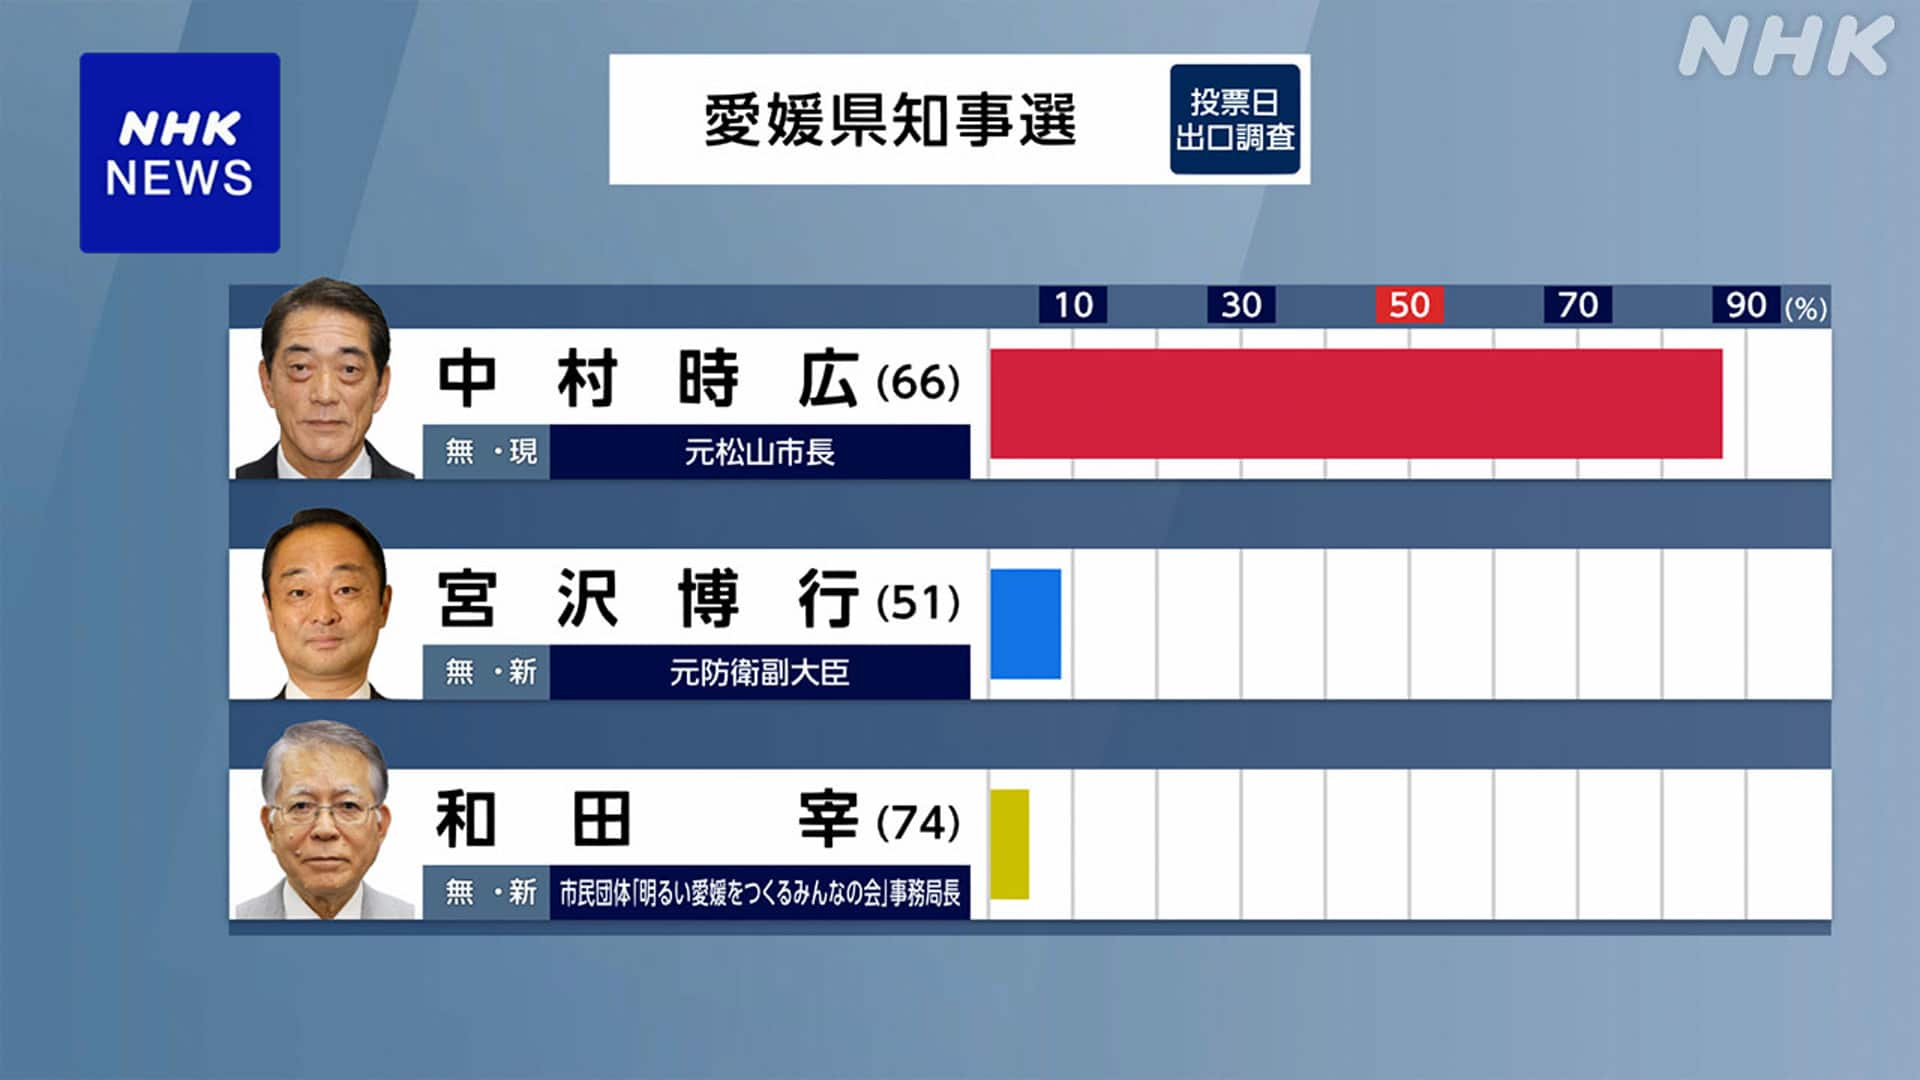 NHK
NHK
NEWS
愛媛県知事選
投票日
出口調査
10 30 50 70 90 (%)
中村時広(66)
無・現 元松山市長
宮沢博行(51)
無・新 元防衛副大臣
和田宰(74)
無・新 市民団体「明るい愛媛をつくるみんなの会」事務局長